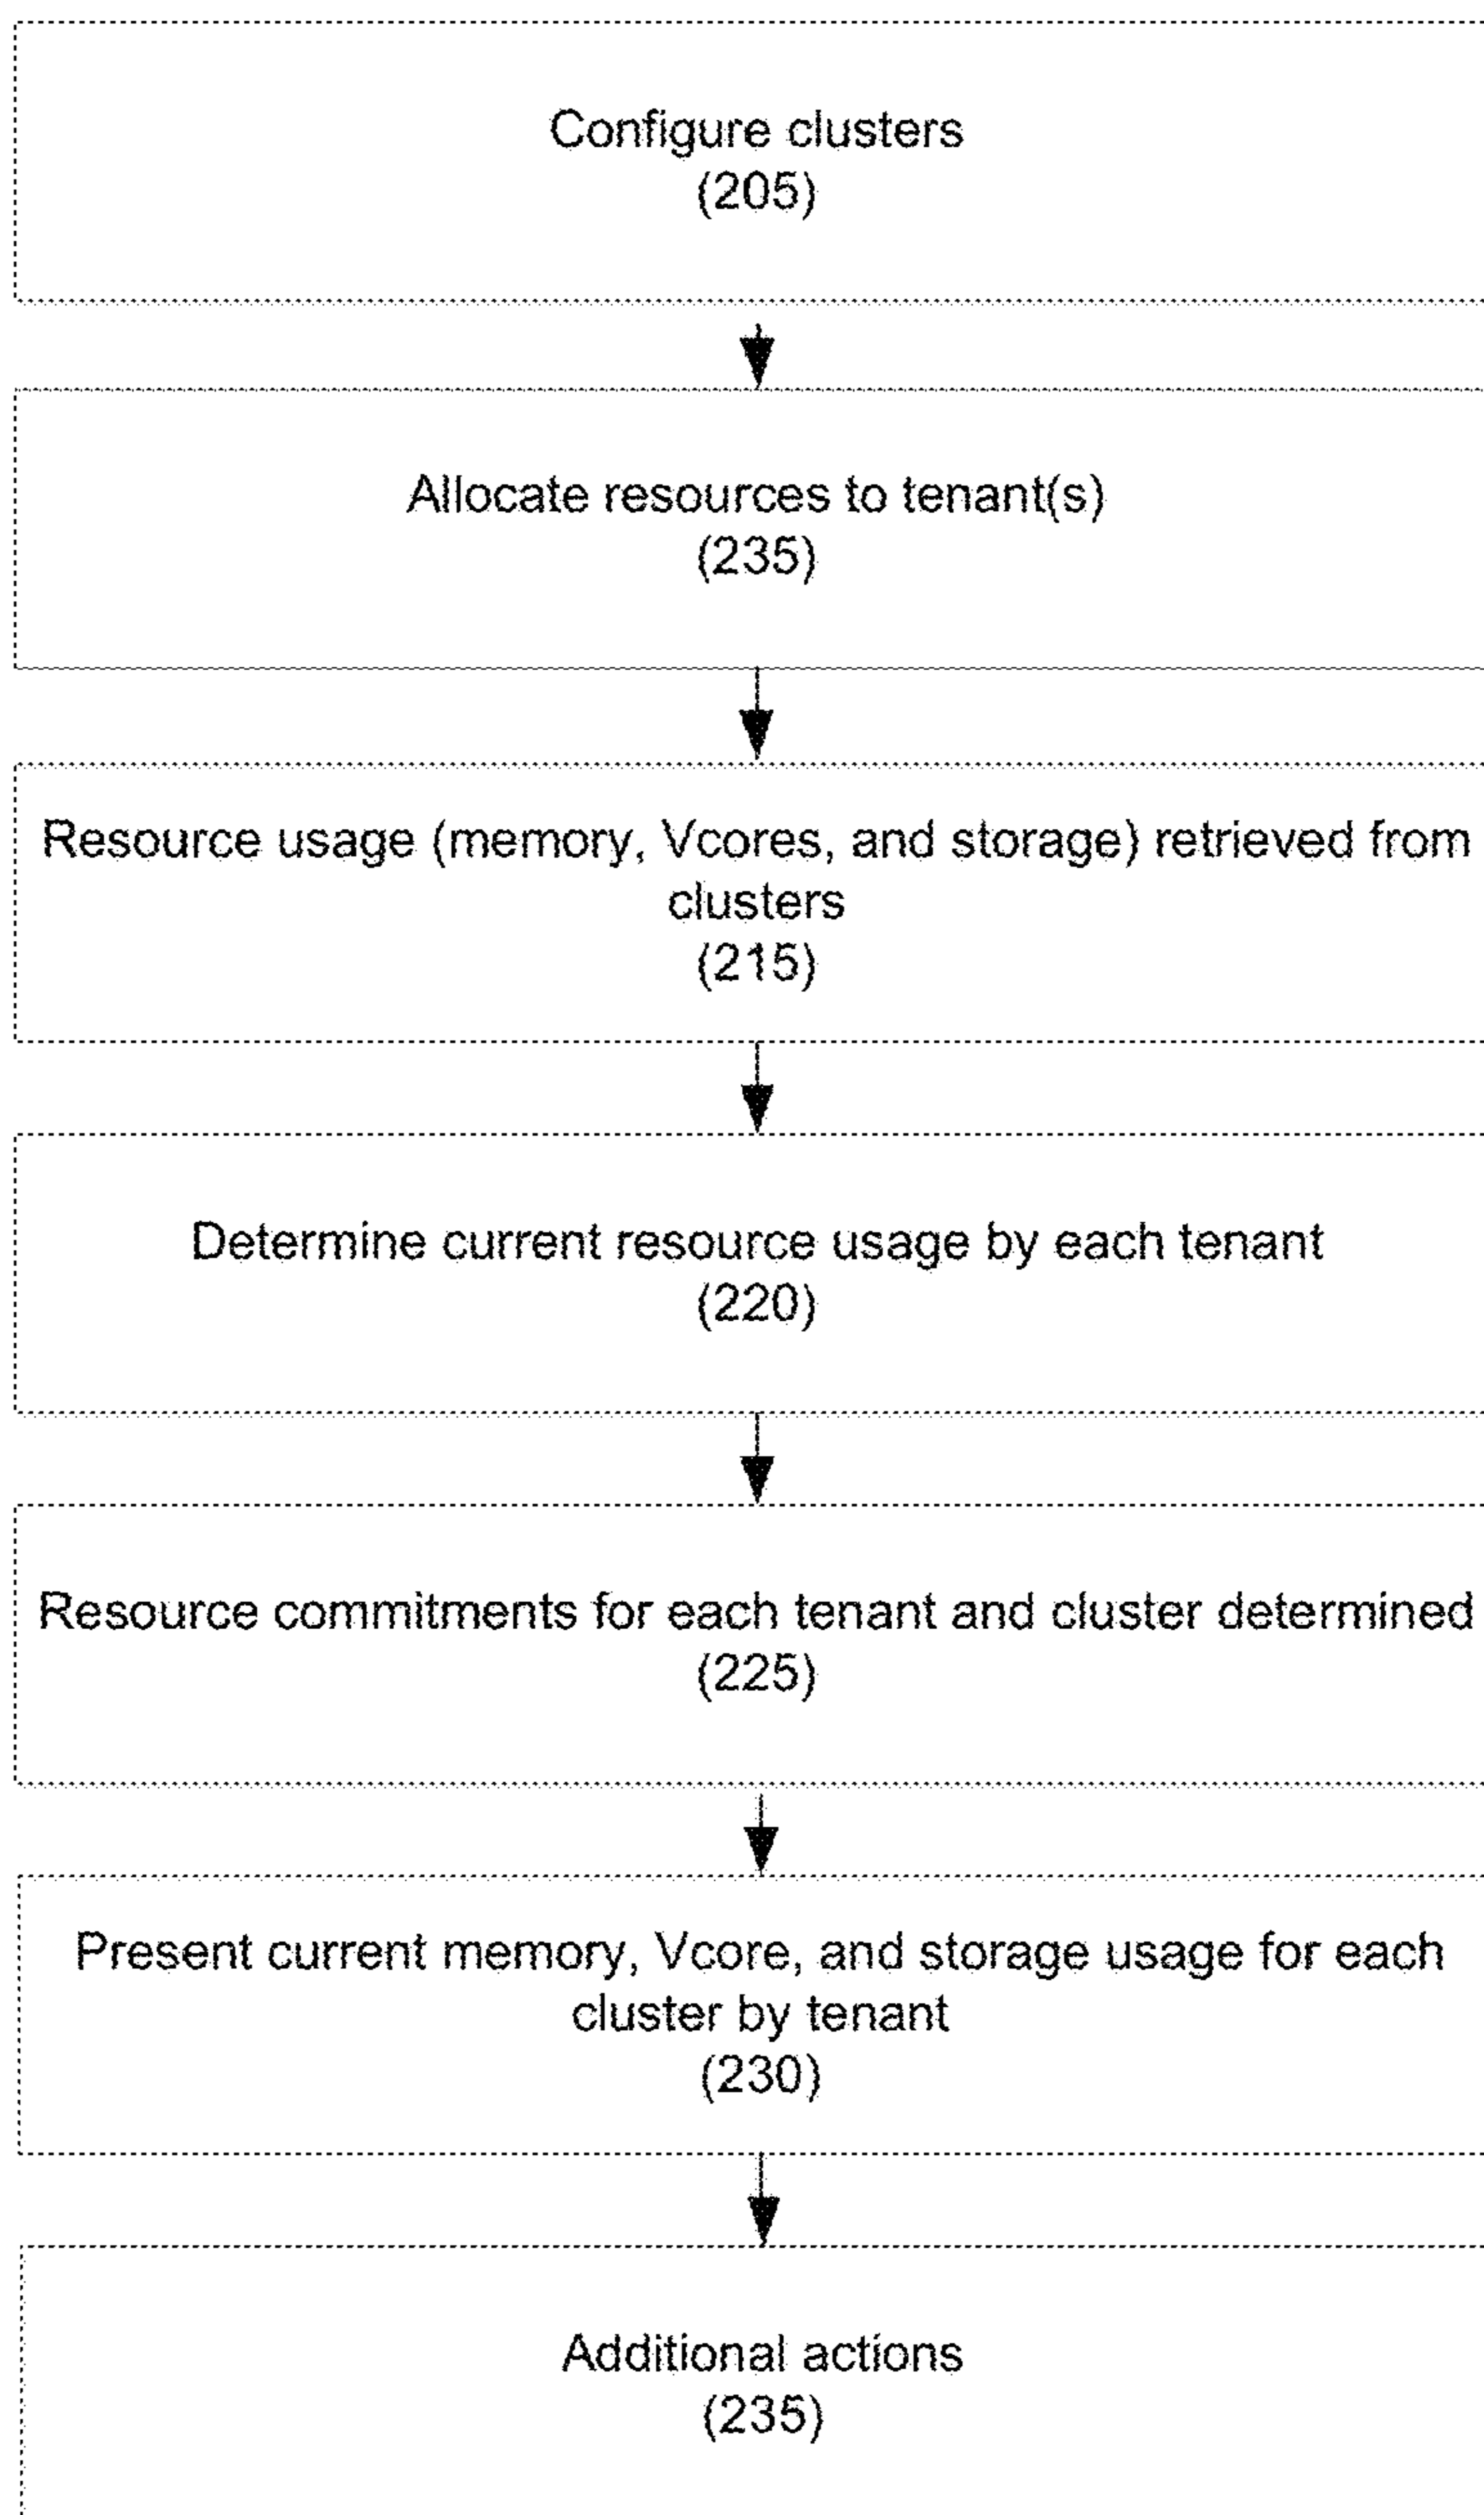 Configure clusters
(205)
Allocate resources to tenant(s)
(235)
Resource usage (memory, Vcores, and storage) retrieved from
clusters
(215)
Determine current resource usage by each tenant
(220)
Resource commitments for each tenant and cluster determined
(225)
Present current memory, Vcore, and storage usage for each
cluster by tenant
(230)
Additional actions
(235)